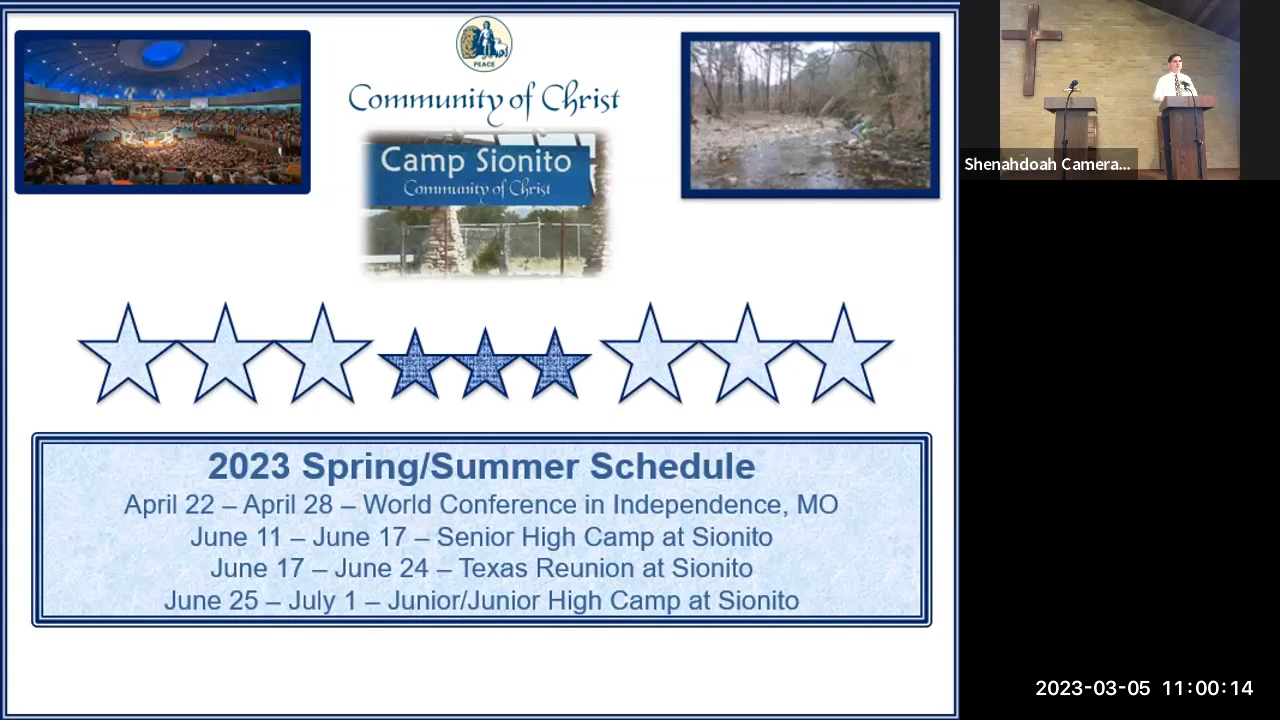 PEACE
Community of Christ
Camp Sionito
Community of Christ
2023 Spring/Summer Schedule
April 22 – April 28 – World Conference in Independence, MO
June 11 – June 17 – Senior High Camp at Sionito
June 17 – June 24 – Texas Reunion at Sionito
June 25 – July 1 – Junior/Junior High Camp at Sionito
Shenahdoah Camera...
2023-03-05 11:00:14